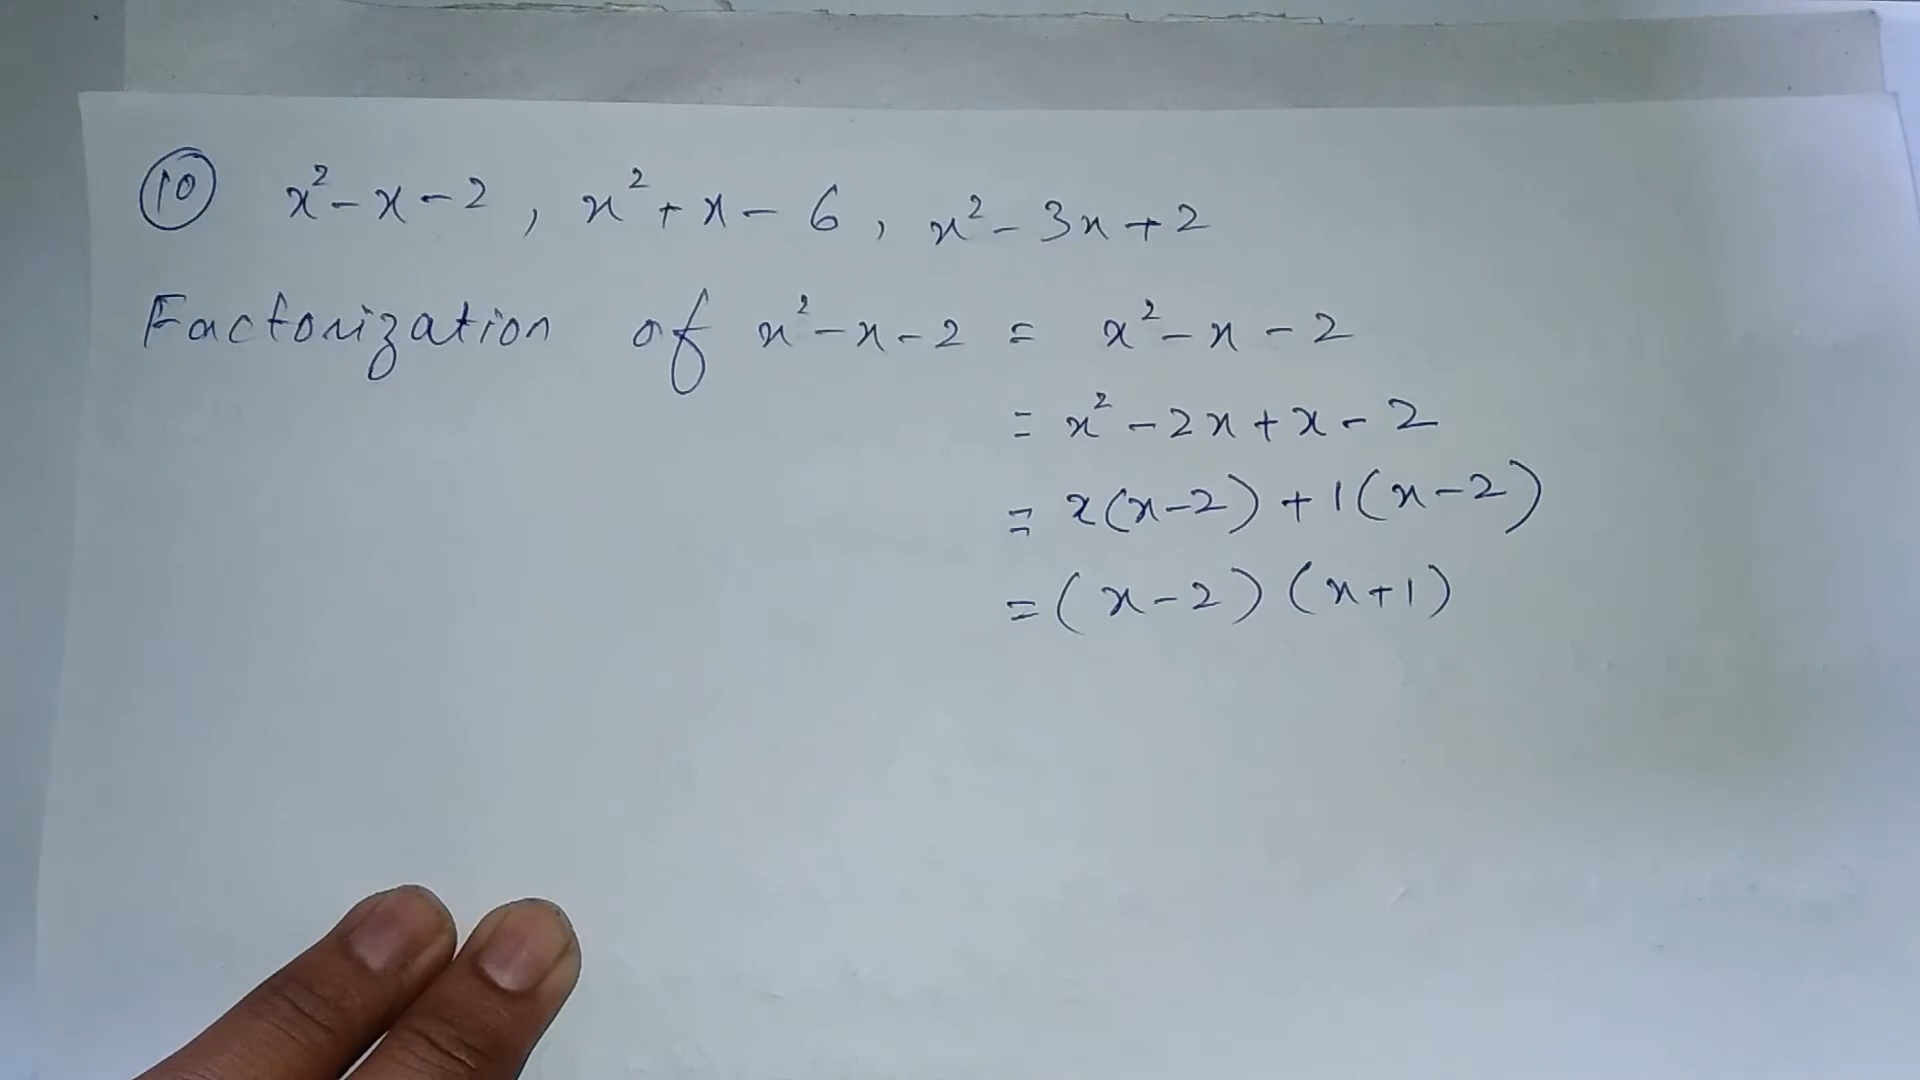 ⑩ x² - x - 2 , x² + x - 6 , x² - 3x + 2
Factorization of x² - x - 2 = x² - x - 2
= x² - 2x + x - 2
= x(x-2) + 1(x-2)
= (x-2) (x+1)